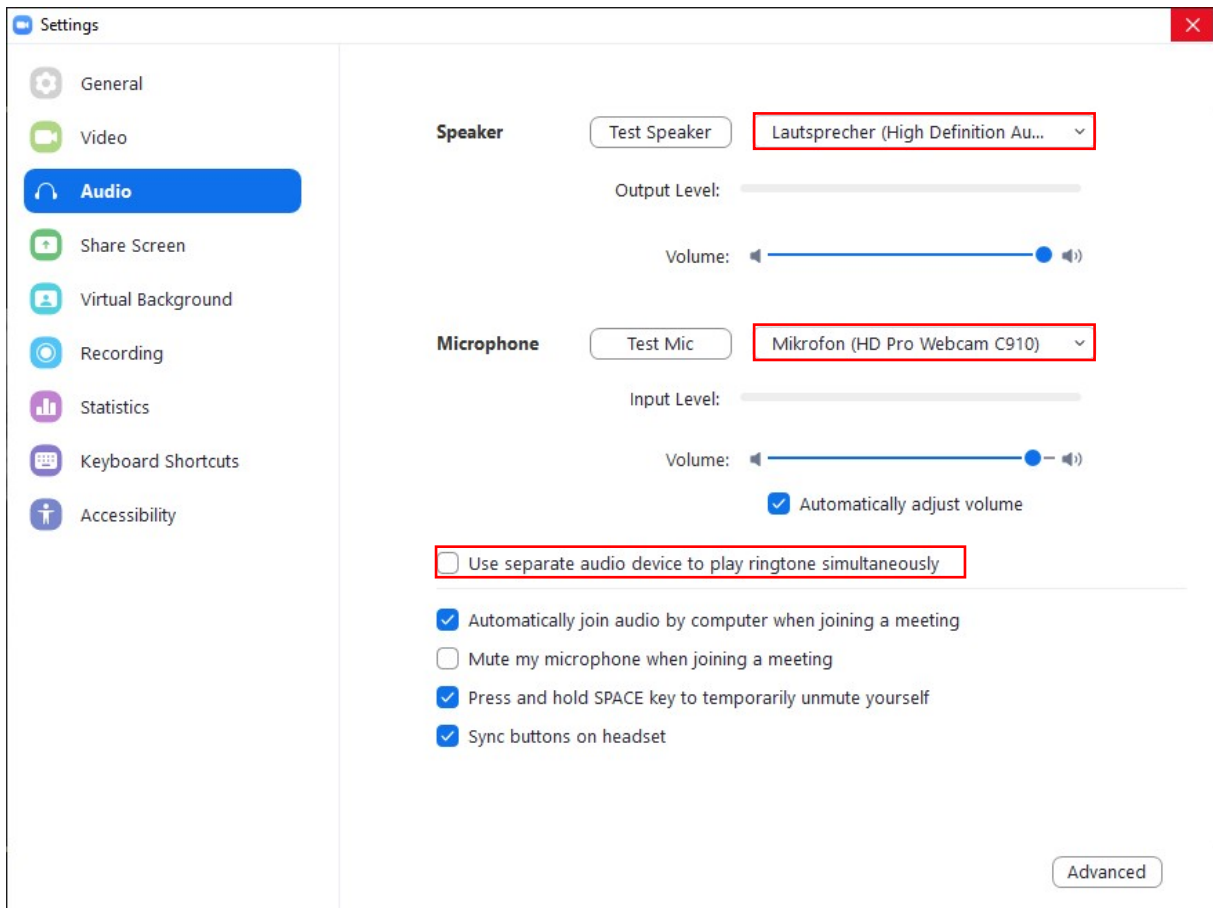 Settings
General
Video
Audio
Share Screen
Virtual Background
Recording
Statistics
Keyboard Shortcuts
Accessibility
Speaker Test Speaker Lautsprecher (High Definition Au...
Output Level:
Volume:
Microphone Test Mic Mikrofon (HD Pro Webcam C910)
Input Level:
Volume:
Automatically adjust volume
Use separate audio device to play ringtone simultaneously
Automatically join audio by computer when joining a meeting
Mute my microphone when joining a meeting
Press and hold SPACE key to temporarily unmute yourself
Sync buttons on headset
Advanced